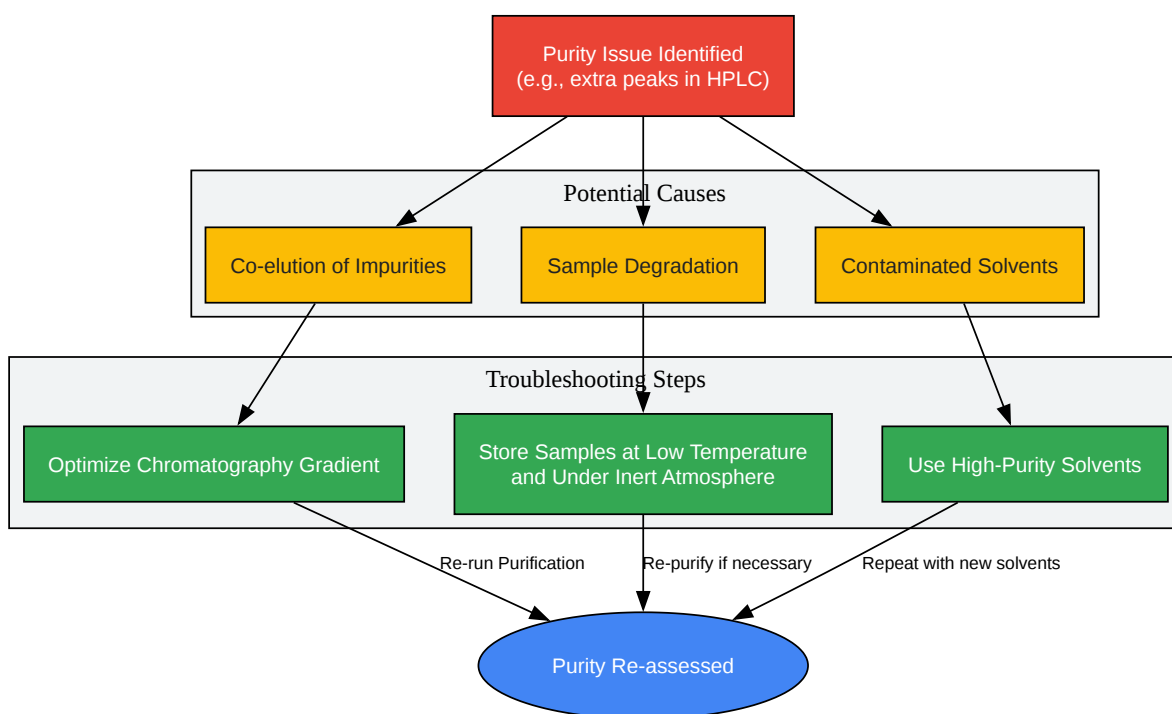 Purity Issue Identified
(e.g., extra peaks in HPLC)
Potential Causes
Co-elution of Impurities
Sample Degradation
Contaminated Solvents
Troubleshooting Steps
Optimize Chromatography Gradient
Store Samples at Low Temperature
and Under Inert Atmosphere
Use High-Purity Solvents
Re-run Purification
Re-purify if necessary
Repeat with new solvents
Purity Re-assessed